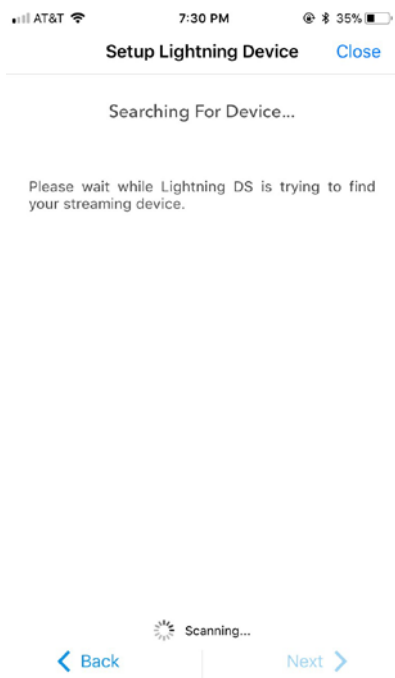 AT&T 7:30 PM 35%
Setup Lightning Device Close
Searching For Device...
Please wait while Lightning DS is trying to find
your streaming device.
Scanning...
Back Next